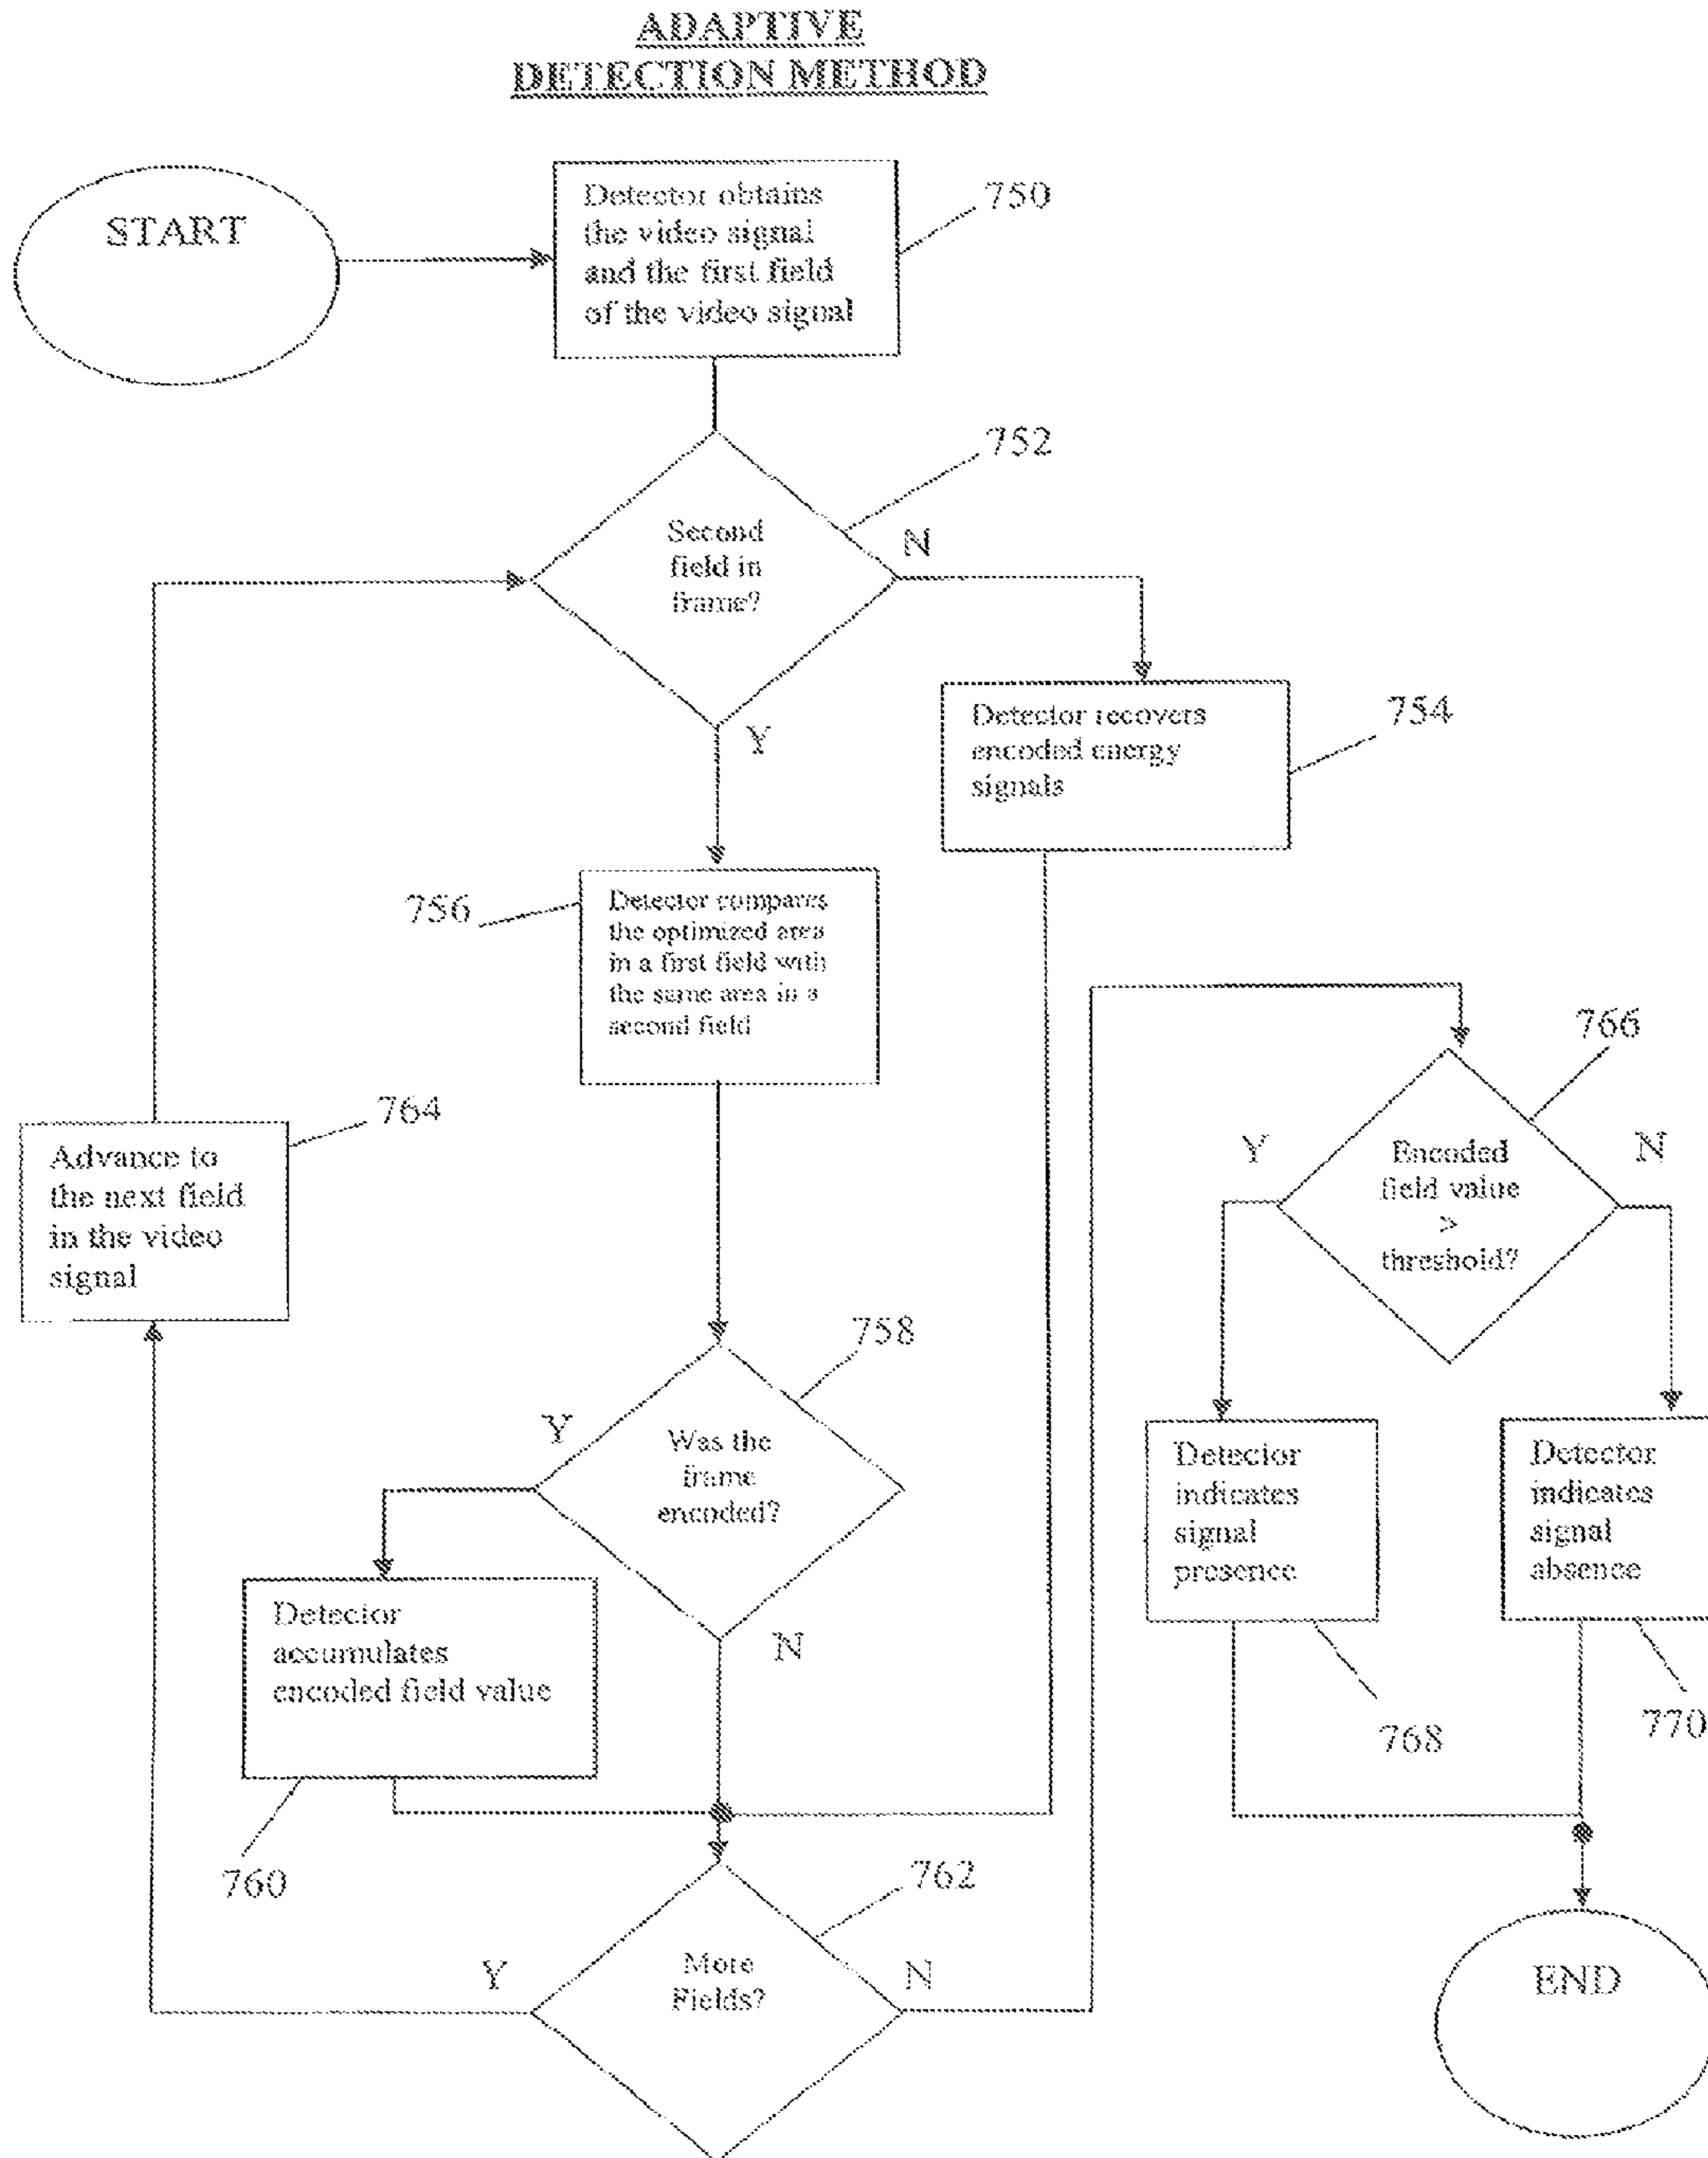 ADAPTIVE
DETECTION METHOD
START
Detector obtains
the video signal
and the first field
of the video signal
750
752
Second
field in
frame?
N
Y
Detector recovers
encoded energy
signals
754
756
Detector compares
the optimized area
in a first field with
the same area in a
second field
764
Advance to
the next field
in the video
signal
766
Encoded
field value
>
threshold?
Y
N
758
Was the
frame
encoded?
Y
N
Detector
indicates
signal
presence
Detector
indicates
signal
absence
Detector
accumulates
encoded field value
768
770
760
762
More
Fields?
Y
N
END